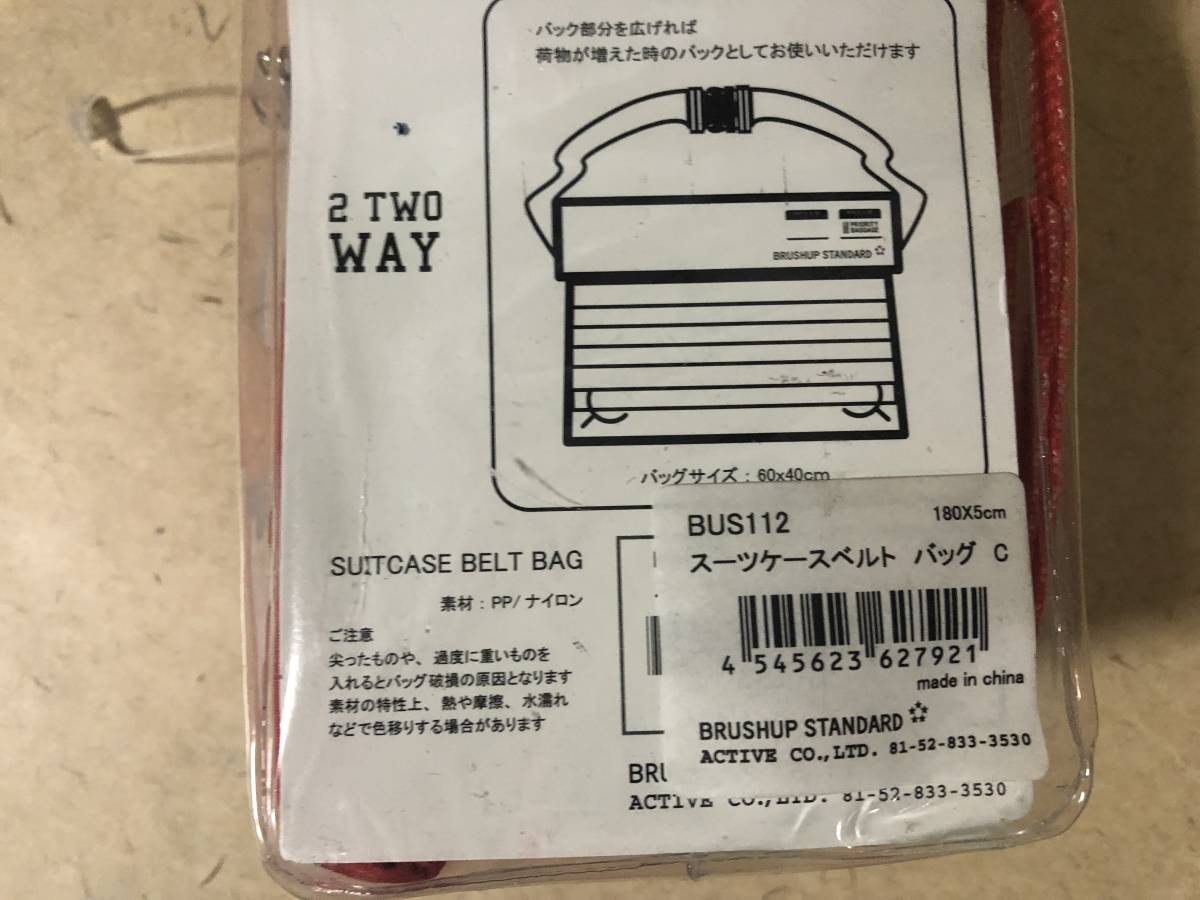 バック部分を広げれば
荷物が増えた時のバックとしてお使いいただけます
2 TWO
WAY
PRIORITY
BAGGAGE
BRUSHUP STANDARD
バッグサイズ：60x40cm
SUITCASE BELT BAG
素材：PP/ナイロン
ご注意
尖ったものや、過度に重いものを
入れるとバッグ破損の原因となります
素材の特性上、熱や摩擦、水濡れ
などで色移りする場合があります
BUS112
180X5cm
スーツケースベルト バッグ C
4 545623 627921
made in china
BRUSHUP STANDARD
ACTIVE CO.,LTD. 81-52-833-3530
BRU
ACTIVE CO.,LTD. 81-52-833-3530